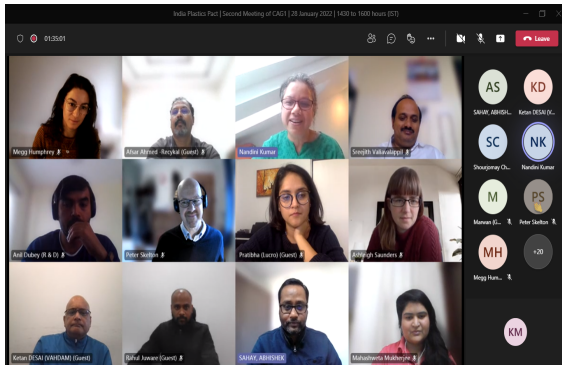 India Plastics Pact | Second Meeting of CAG1 | 28 January 2022 | 1430 to 1600 hours (IST)
01:35:01
Leave
Megg Humphrey
Afsar Ahmed -Recykal (Guest)
Nandini Kumar
Sreejith Valiavalappil
Anil Dubey (R & D)
Peter Skelton
Pratibha (Lucro) (Guest)
Ashleigh Saunders
Ketan DESAI (VAHDAM) (Guest)
Rahul Juware (Guest)
SAHAY, ABHISHEK
Mahashweta Mukherjee
AS
KD
SAHAY, ABHISH...
Ketan DESAI (V...
SC
NK
Shourjomay Ch...
Nandini Kumar
M
PS
Marwan (G...
Peter Skelton
MH
+20
Megg Hum...
KM